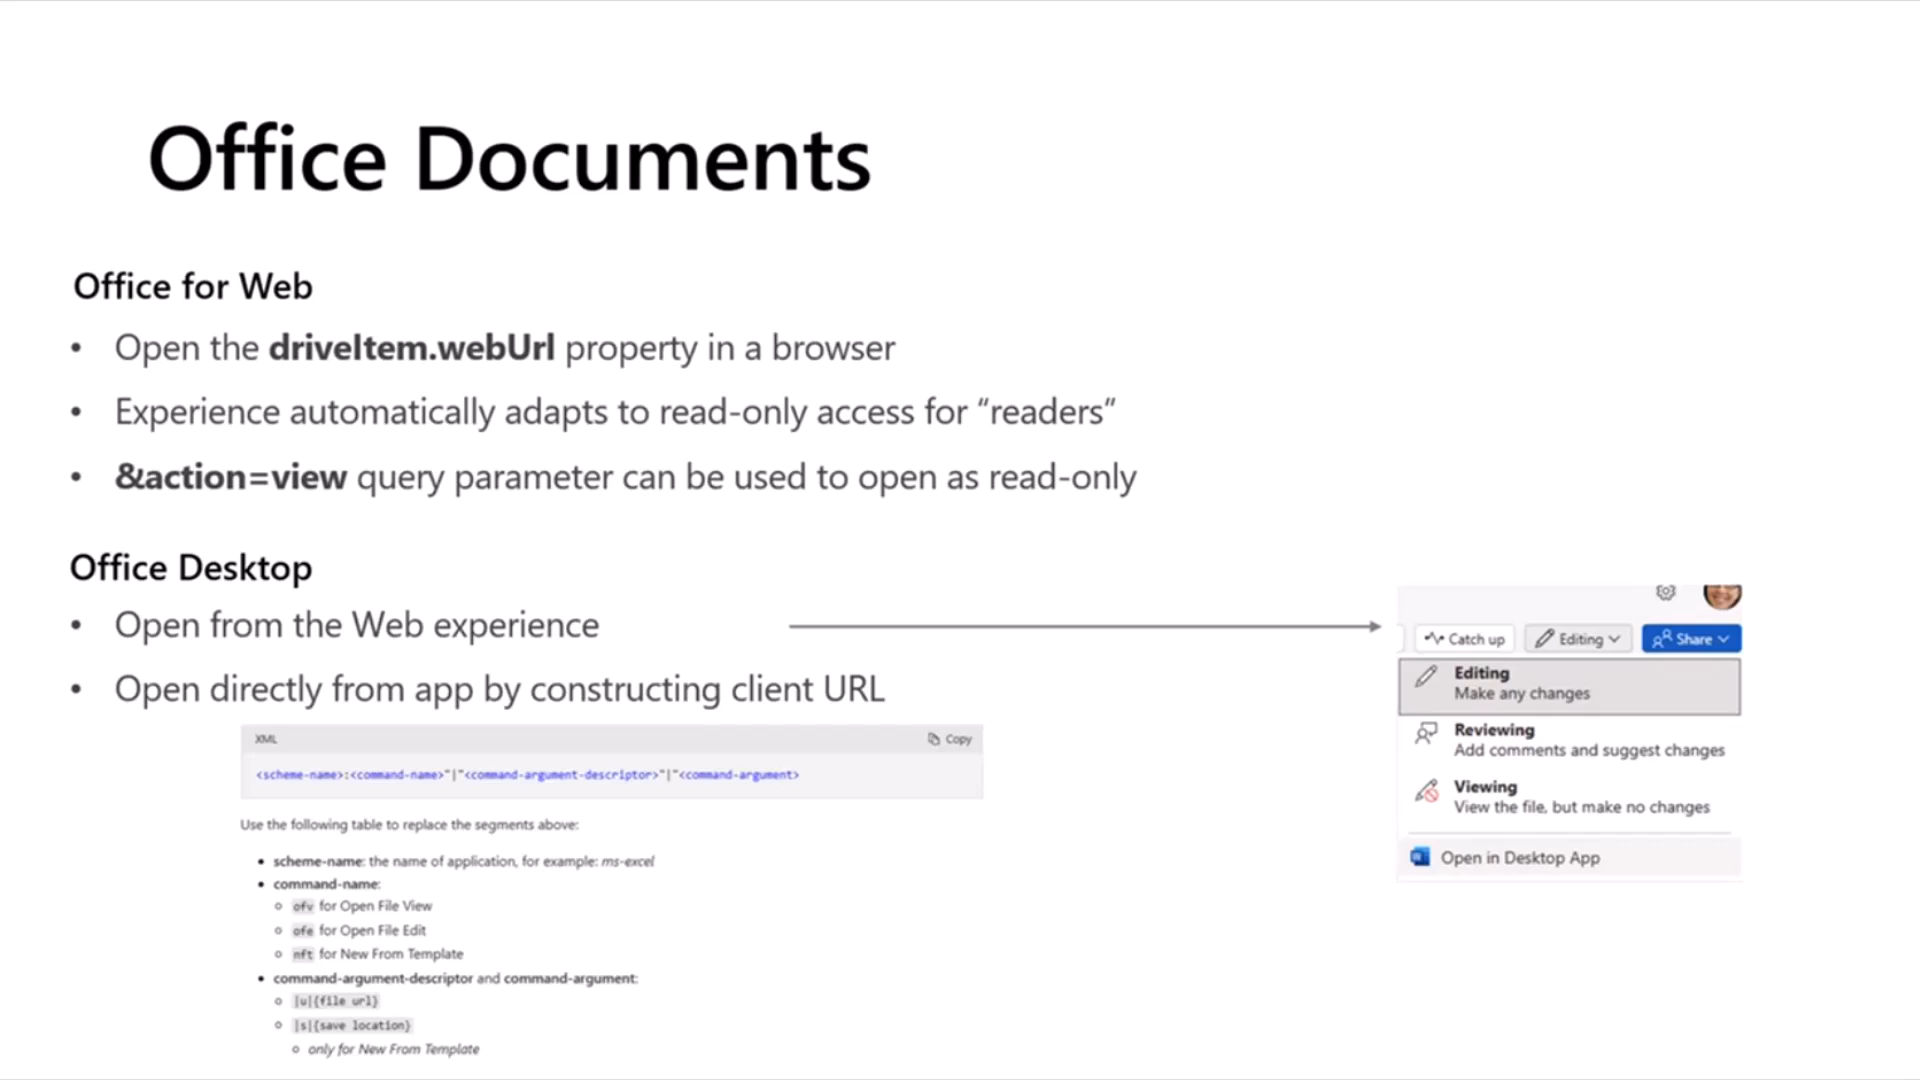 Office Documents
Office for Web
• Open the driveItem.webUrl property in a browser
• Experience automatically adapts to read-only access for “readers”
• &action=view query parameter can be used to open as read-only
Office Desktop
• Open from the Web experience
• Open directly from app by constructing client URL
XML Copy
<scheme-name>:<command-name>"|"<command-argument-descriptor>"|"<command-argument>
Use the following table to replace the segments above:
• scheme-name: the name of application, for example: ms-excel
• command-name:
○ ofv for Open File View
○ ofe for Open File Edit
○ nft for New From Template
• command-argument-descriptor and command-argument:
○ |u|{file url}
○ |s|{save location}
○ only for New From Template
Catch up Editing Share
Editing
Make any changes
Reviewing
Add comments and suggest changes
Viewing
View the file, but make no changes
Open in Desktop App